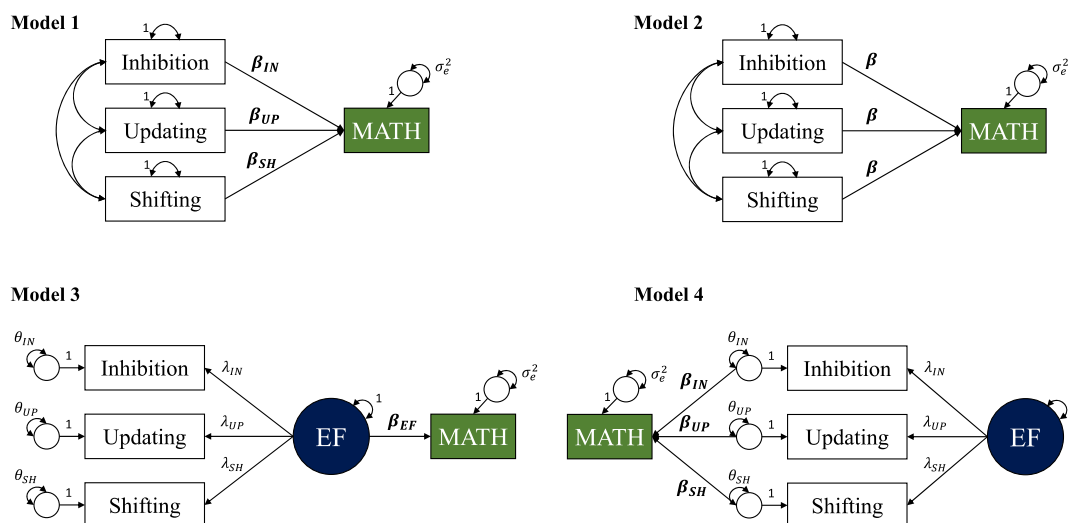 Model 1
1
Inhibition
β_IN
1
σ_e^2
1
Updating
β_UP
MATH
1
β_SH
Shifting
Model 2
1
Inhibition
β
1
σ_e^2
1
Updating
β
MATH
1
β
Shifting
Model 3
θ_IN
1
Inhibition
λ_IN
θ_UP
1
Updating
λ_UP
θ_SH
1
Shifting
λ_SH
EF
1
β_EF
1
σ_e^2
MATH
Model 4
σ_e^2
1
MATH
β_IN
β_UP
β_SH
θ_IN
1
Inhibition
λ_IN
θ_UP
1
Updating
λ_UP
θ_SH
1
Shifting
λ_SH
EF